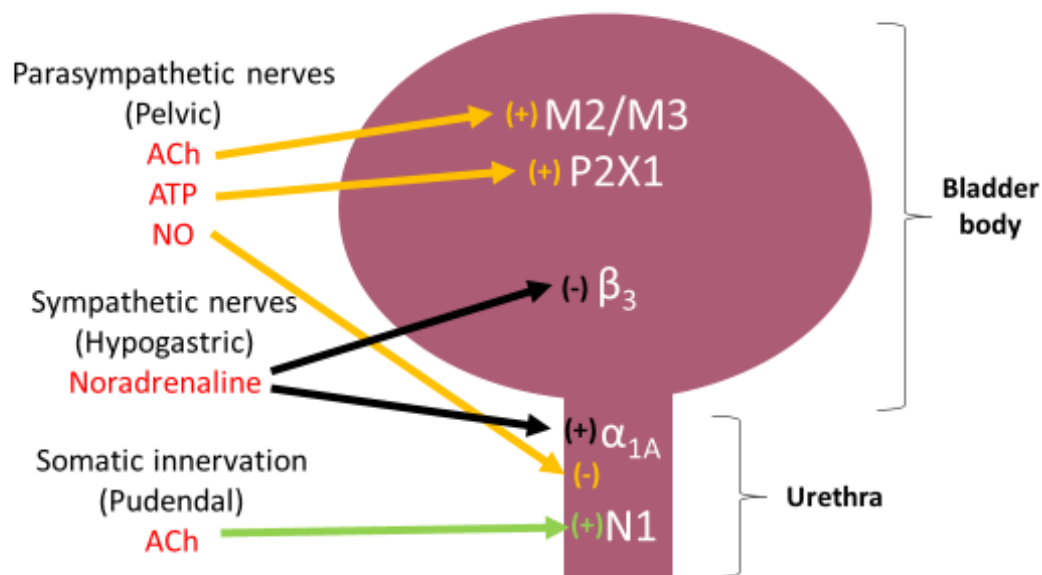 Parasympathetic nerves
(Pelvic)
ACh
ATP
NO
Sympathetic nerves
(Hypogastric)
Noradrenaline
Somatic innervation
(Pudendal)
ACh
(+) M2/M3
(+) P2X1
(-) β3
(+) α1A
(-)
(+) N1
Bladder
body
Urethra